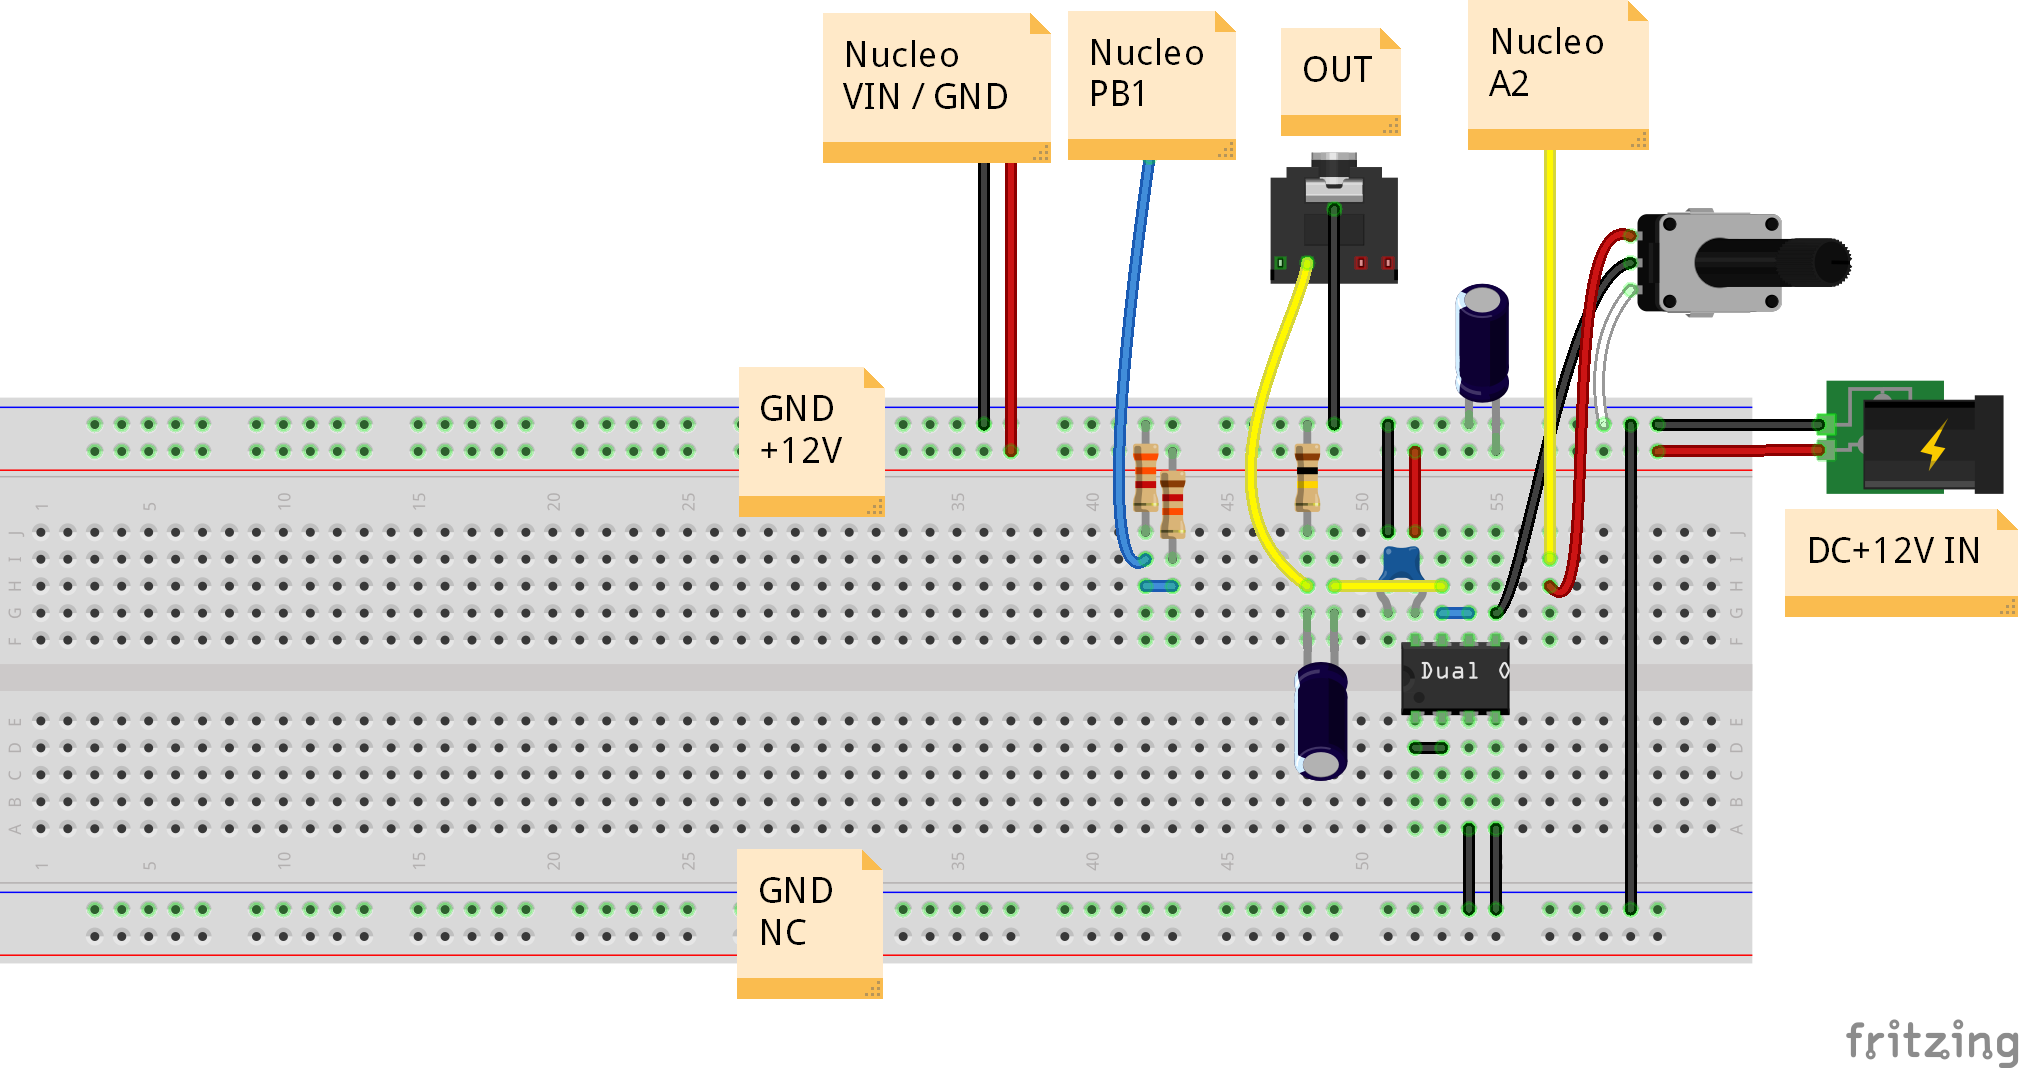 Nucleo
VIN / GND
Nucleo
PB1
OUT
Nucleo
A2
GND
+12V
1 5 10 15 20 25 35 40 45 50 55
J
I
H
G
F
J
I
H
G
F
DC+12V IN
Dual O
E
D
C
B
A
E
D
C
B
A
1 5 10 15 20 25 35 40 45 50
GND
NC
fritzing